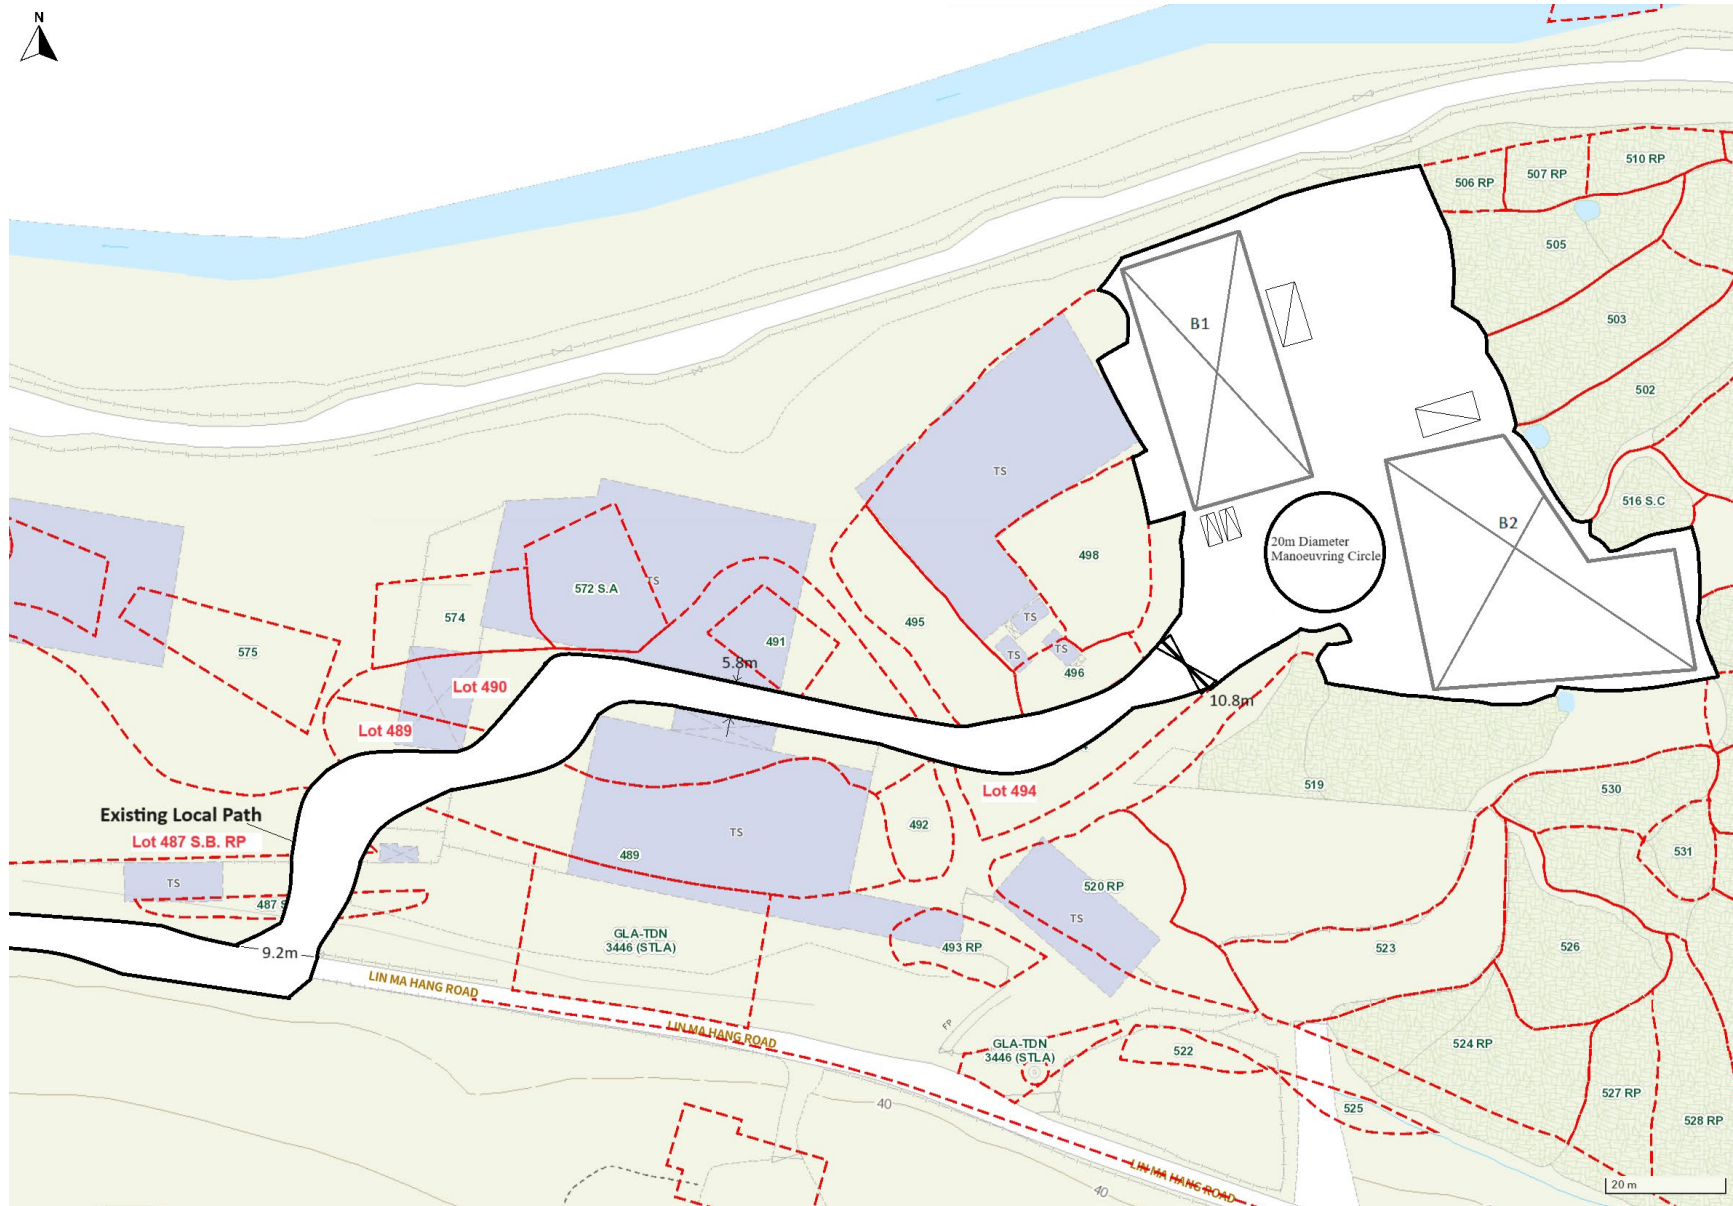 N
510 RP
507 RP
506 RP
505
B1
503
502
TS
516 S.C
B2
20m Diameter
Manoeuvring Circle
498
572 S.A
TS
574
495
TS
491
575
TS
TS
5.8m
496
Lot 490
10.8m
Lot 489
519
Lot 494
530
Existing Local Path
Lot 487 S.B. RP
492
TS
531
489
TS
520 RP
487 S
TS
GLA-TDN
3446 (STLA)
493 RP
523
526
9.2m
LIN MA HANG ROAD
FP
LIN MA HANG ROAD
GLA-TDN
3446 (STLA)
522
524 RP
527 RP
40
525
528 RP
LIN MA HANG ROAD
40
20 m